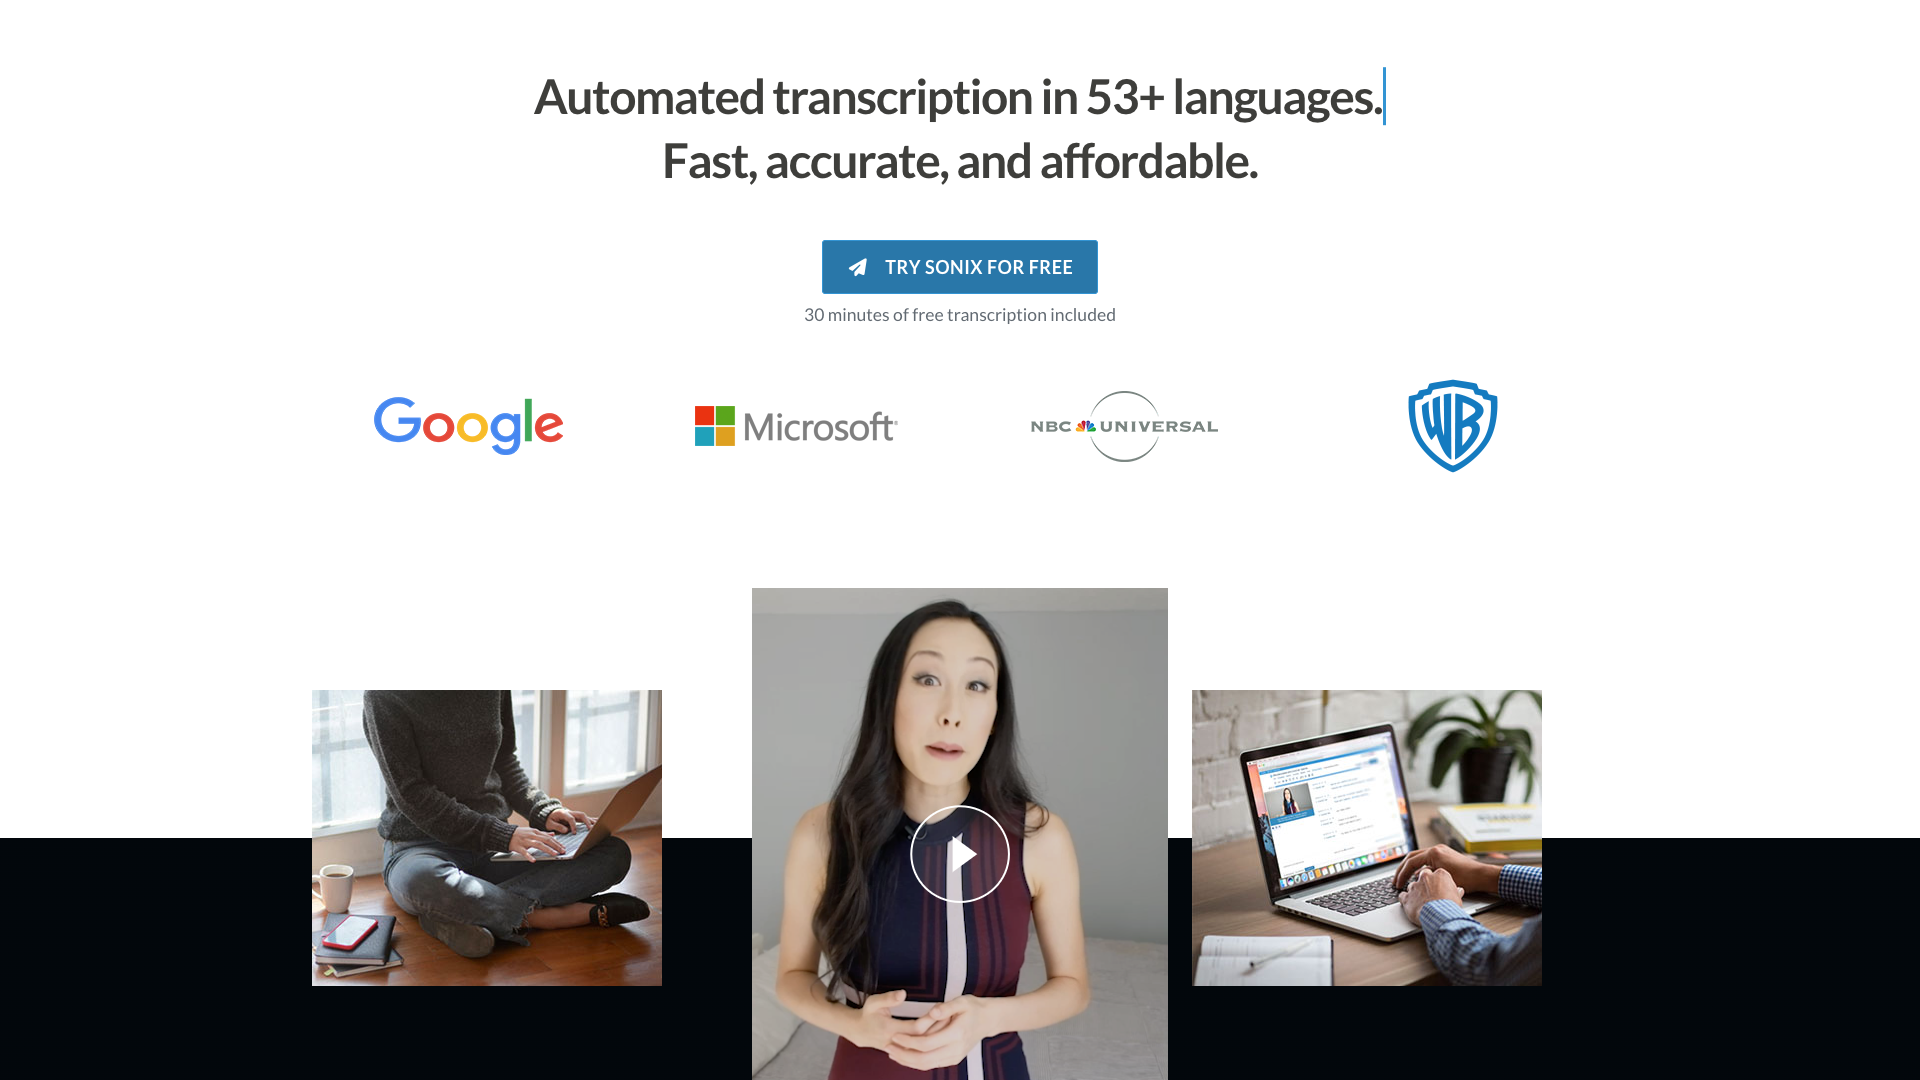 Automated transcription in 53+ languages.
Fast, accurate, and affordable.
TRY SONIX FOR FREE
30 minutes of free transcription included
Google
Microsoft
NBC UNIVERSAL
WB